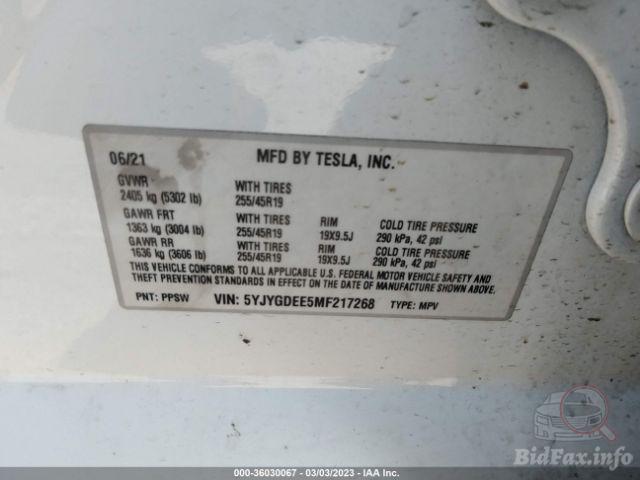 06/21 MFD BY TESLA, INC.
GVWR WITH TIRES
2405 kg (5302 lb) 255/45R19
GAWR FRT WITH TIRES RIM COLD TIRE PRESSURE
1363 kg (3004 lb) 255/45R19 19X9.5J 290 kPa, 42 psi
GAWR RR WITH TIRES RIM COLD TIRE PRESSURE
1636 kg (3606 lb) 255/45R19 19X9.5J 290 kPa, 42 psi
THIS VEHICLE CONFORMS TO ALL APPLICABLE U.S. FEDERAL MOTOR VEHICLE SAFETY AND
THEFT PREVENTION STANDARDS IN EFFECT ON THE DATE OF MANUFACTURE SHOWN ABOVE.
PNT: PPSW VIN: 5YJYGDEE5MF217268 TYPE: MPV
BidFax.info
000-36030067 - 03/03/2023 - IAA Inc.